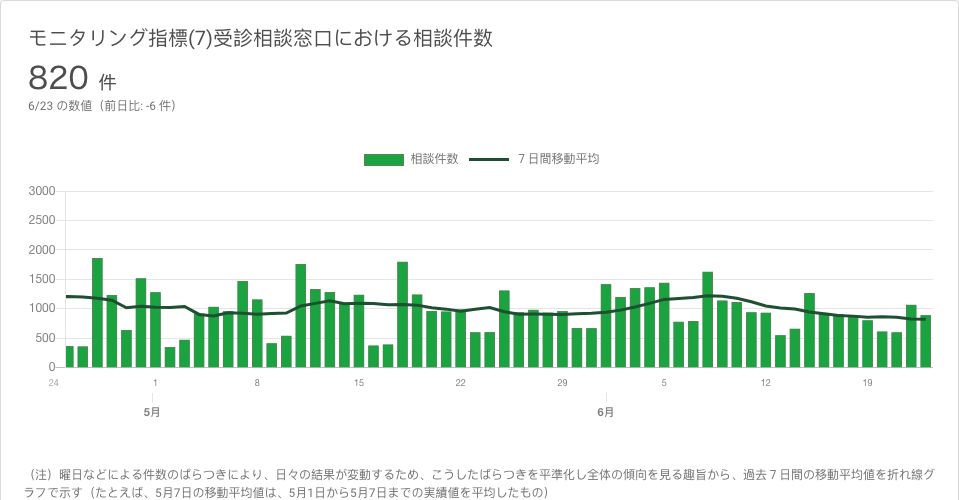 モニタリング指標(7)受診相談窓口における相談件数
820 件
6/23 の数値（前日比: -6 件）
相談件数 7 日間移動平均
3000
2500
2000
1500
1000
500
0
24 1 8 15 22 29 5 12 19
5月 6月
（注）曜日などによる件数のばらつきにより、日々の結果が変動するため、こうしたばらつきを平準化し全体の傾向を見る趣旨から、過去 7 日間の移動平均値を折れ線グ
ラフで示す（たとえば、5月7日の移動平均値は、5月1日から5月7日までの実績値を平均したもの）